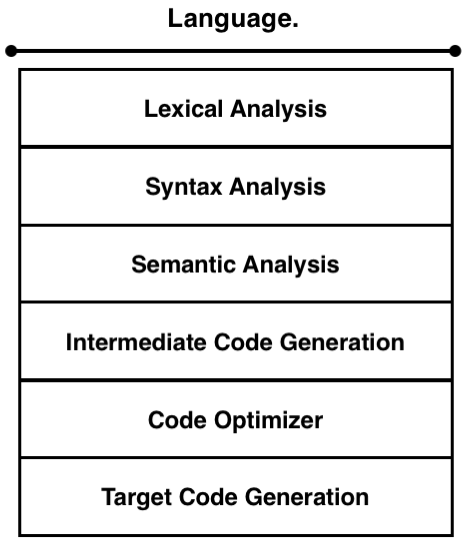 Language.
Lexical Analysis
Syntax Analysis
Semantic Analysis
Intermediate Code Generation
Code Optimizer
Target Code Generation